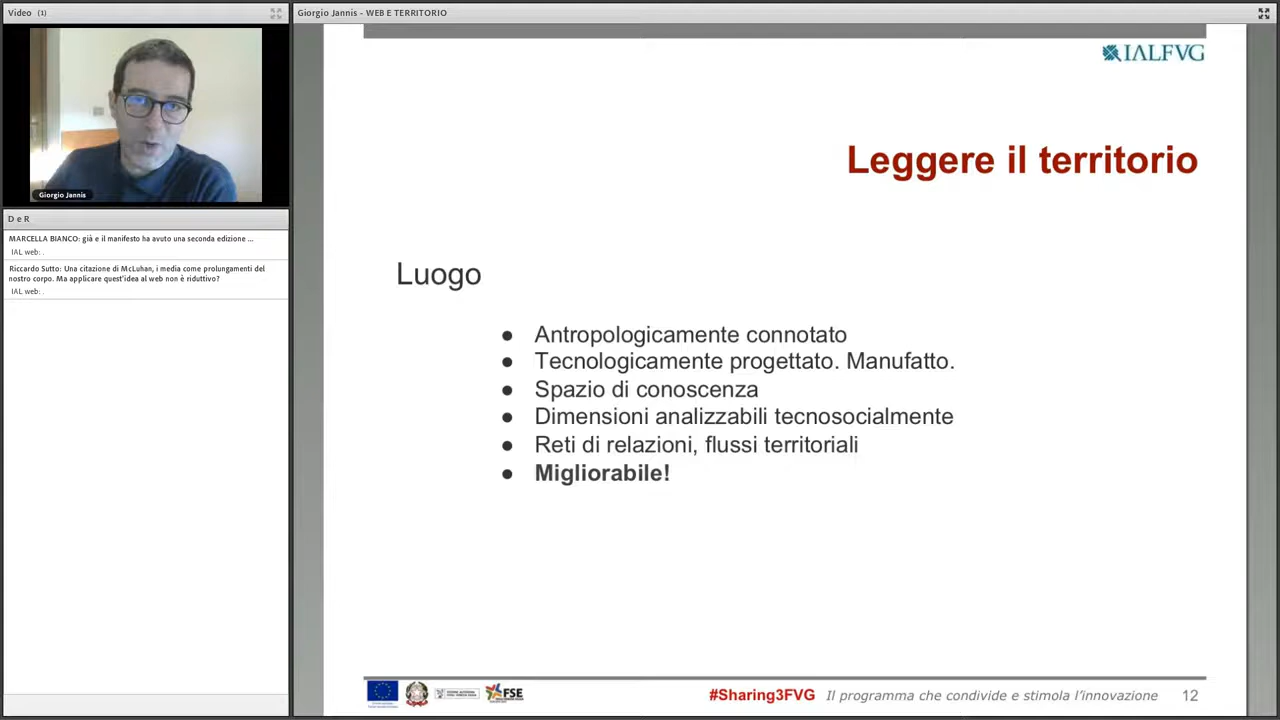 Video (1)
Giorgio Jannis - WEB E TERRITORIO
IALFVG
Giorgio Jannis
D e R
MARCELLA BIANCO: già e il manifesto ha avuto una seconda edizione ...
IAL web: .
Riccardo Sutto: Una citazione di McLuhan, i media come prolungamenti del
nostro corpo. Ma applicare quest'idea al web non è riduttivo?
IAL web: .
Leggere il territorio
Luogo
● Antropologicamente connotato
● Tecnologicamente progettato. Manufatto.
● Spazio di conoscenza
● Dimensioni analizzabili tecnosocialmente
● Reti di relazioni, flussi territoriali
● Migliorabile!
FSE
#Sharing3FVG Il programma che condivide e stimola l'innovazione 12